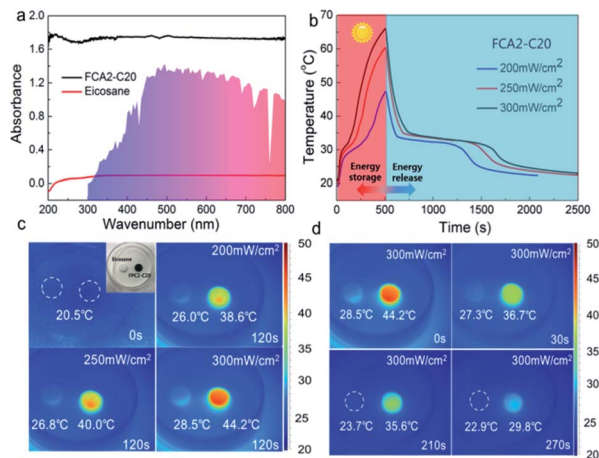 a
1.8
1.2
0.6
0.0
Absorbance
FCA2-C20
Eicosane
200 300 400 500 600 700 800
Wavenumber (nm)
b
70
60
50
40
30
20
10
Temperature (°C)
FCA2-C20
200mW/cm2
250mW/cm2
300mW/cm2
Energy
storage
Energy
release
0 500 1000 1500 2000 2500
Time (s)
c
Eicosane
FPC2-C20
20.5℃
0s
200mW/cm2
26.0℃ 38.6℃
120s
250mW/cm2
26.8℃ 40.0℃
120s
300mW/cm2
28.5℃ 44.2℃
120s
50
45
40
35
30
25
20
d
300mW/cm2
28.5℃ 44.2℃
0s
300mW/cm2
27.3℃ 36.7℃
30s
300mW/cm2
23.7℃ 35.6℃
210s
300mW/cm2
22.9℃ 29.8℃
270s
50
45
40
35
30
25
20